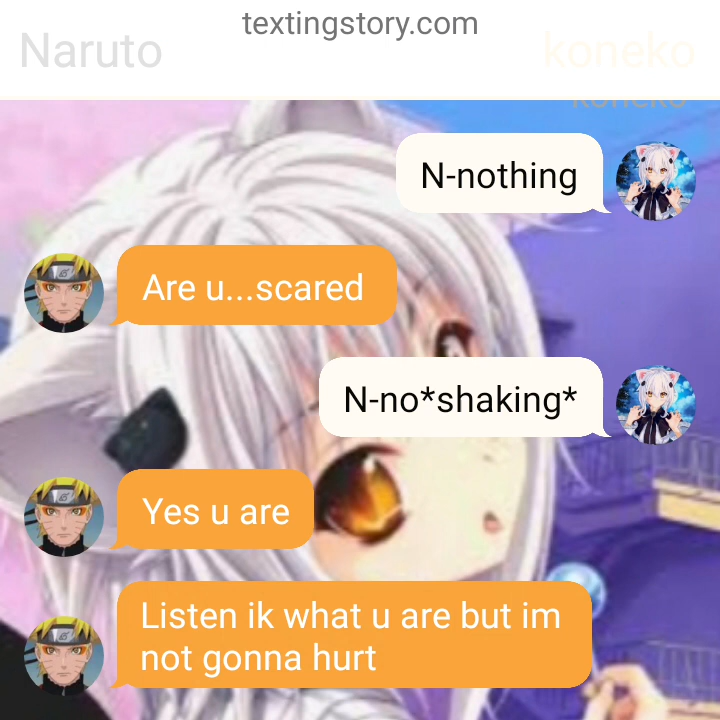 textingstory.com
Naruto
koneko
koneko
N-nothing
Are u...scared
N-no*shaking*
Yes u are
Listen ik what u are but im
not gonna hurt